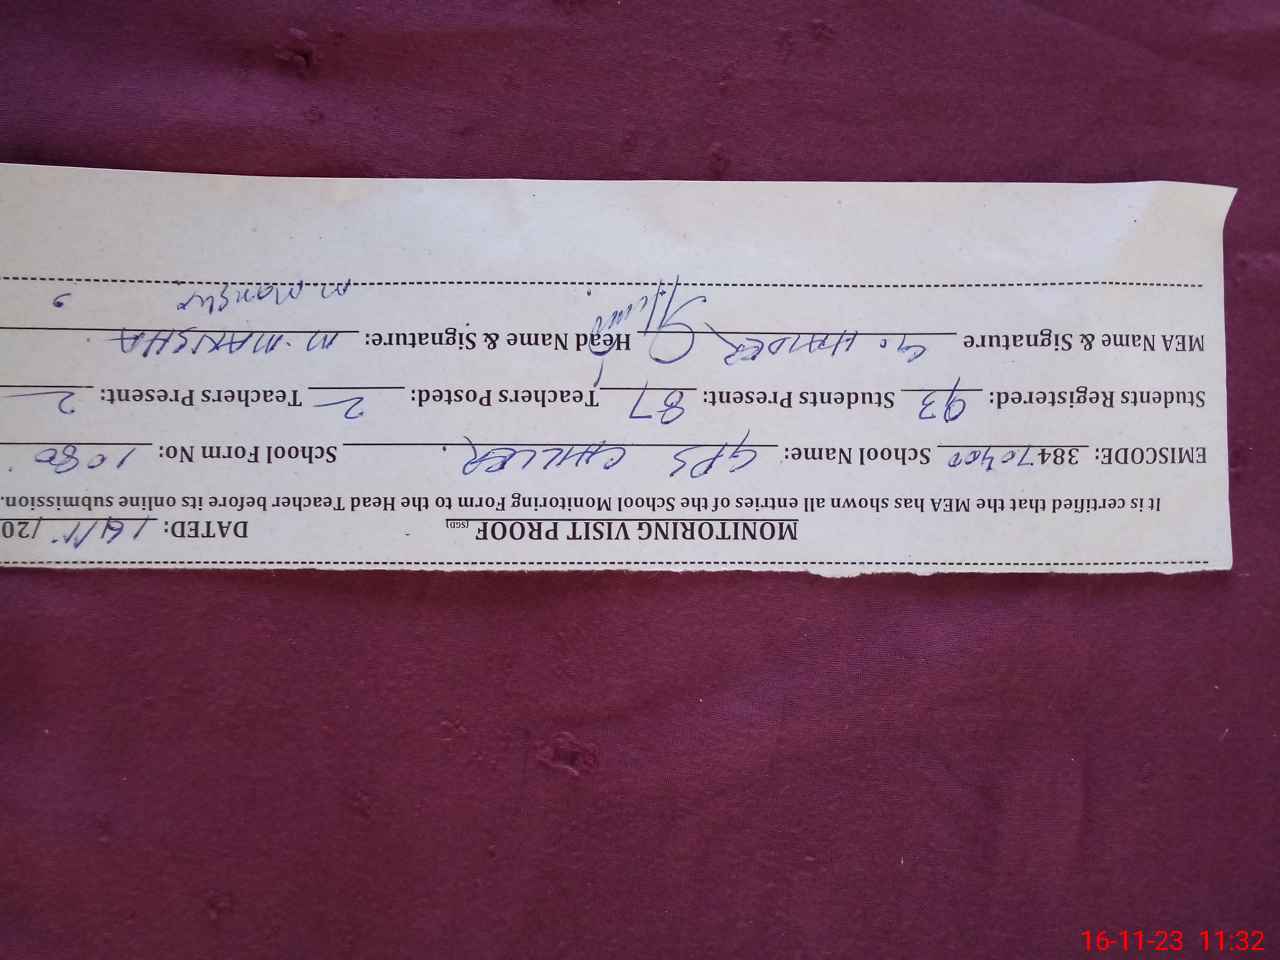 MONITORING VISIT PROOF (SGD) DATED: 16/11/20
It is certified that the MEA has shown all entries of the School Monitoring Form to the Head Teacher before its online submission.
EMISCODE: 38470400 School Name: GPS CHILLER School Form No: 1080
Students Registered: 93 Students Present: 87 Teachers Posted: 2 Teachers Present: 2
MEA Name & Signature Head Name & Signature: M. MANISHA
16-11-23 11:32